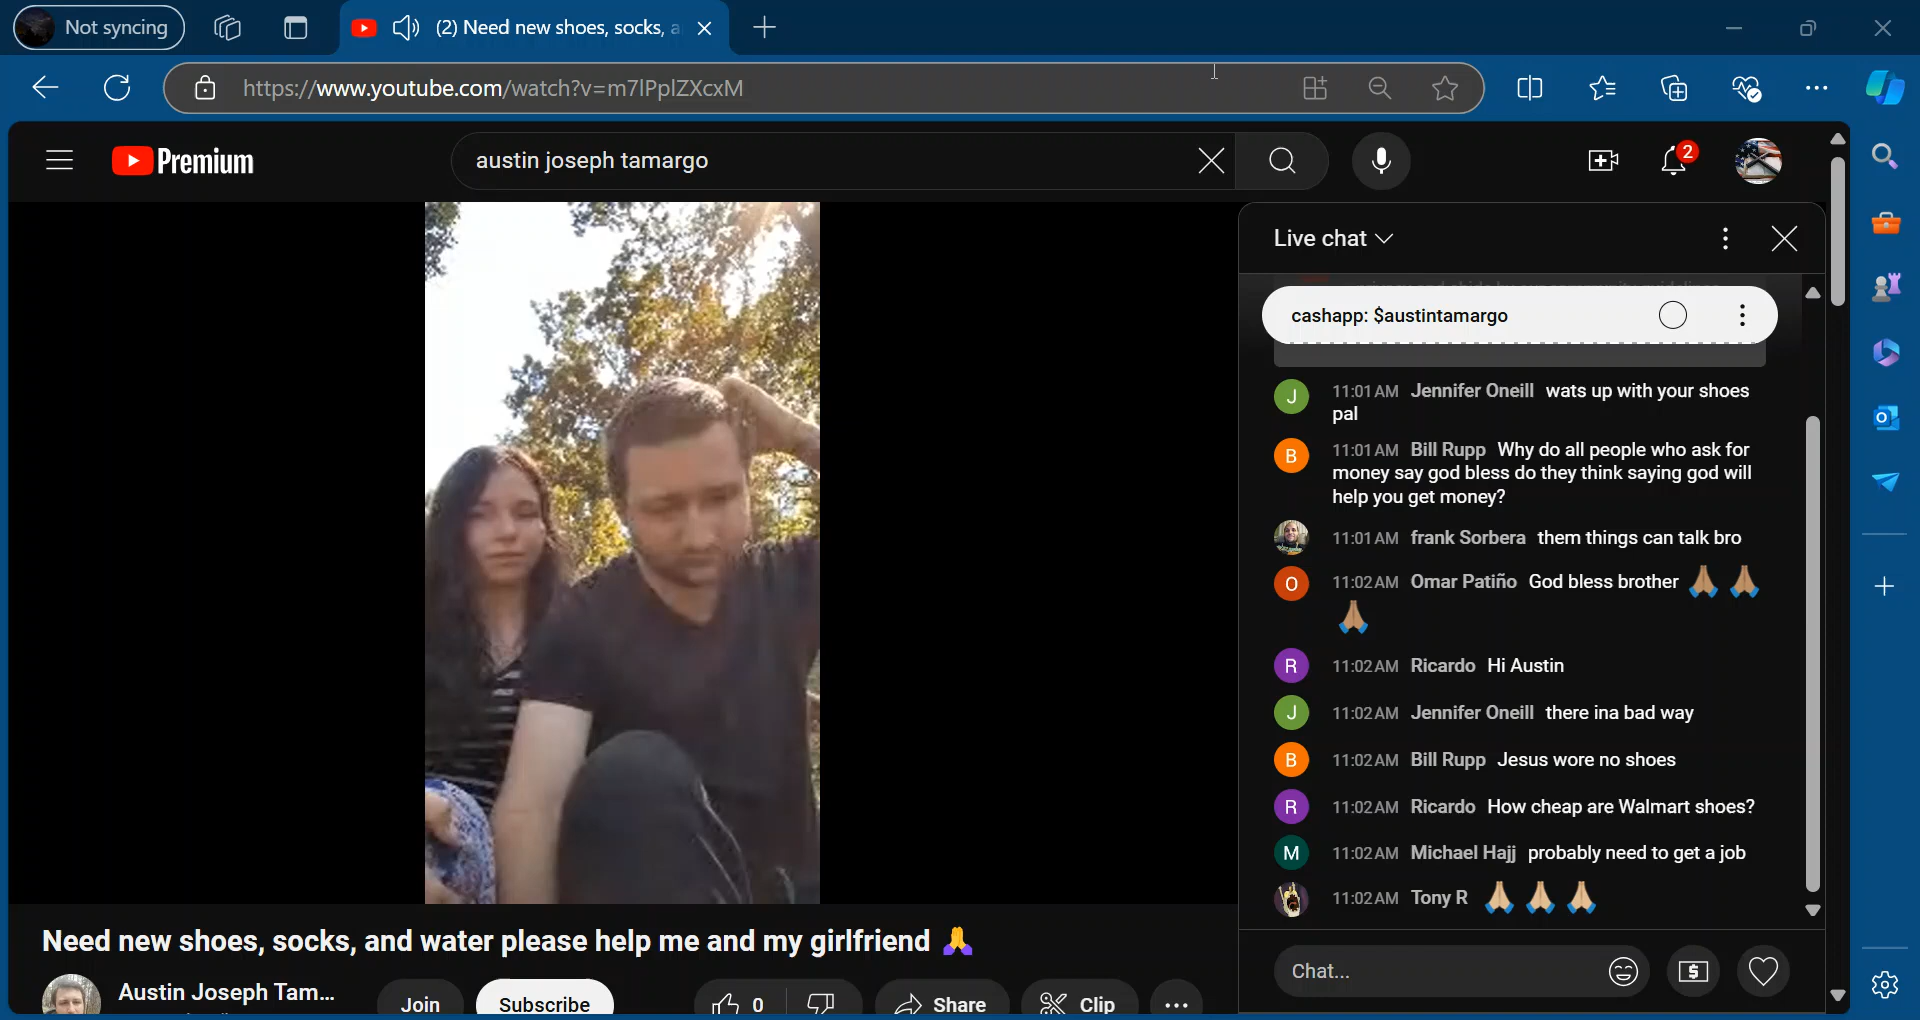 Not syncing
(2) Need new shoes, socks,
https://www.youtube.com/watch?v=m7lPplZXcxM
Premium
austin joseph tamargo
2
Live chat
cashapp: $austintamargo
J 11:01 AM Jennifer Oneill wats up with your shoes
pal
B 11:01 AM Bill Rupp Why do all people who ask for
money say god bless do they think saying god will
help you get money?
11:01 AM frank Sorbera them things can talk bro
O 11:02 AM Omar Patiño God bless brother 🙏🏽 🙏🏽
🙏🏽
R 11:02 AM Ricardo Hi Austin
J 11:02 AM Jennifer Oneill there ina bad way
B 11:02 AM Bill Rupp Jesus wore no shoes
R 11:02 AM Ricardo How cheap are Walmart shoes?
M 11:02 AM Michael Hajj probably need to get a job
11:02 AM Tony R 🙏🏼 🙏🏼 🙏🏼
Need new shoes, socks, and water please help me and my girlfriend 🙏
Austin Joseph Tam...
Join
Subscribe
0
Share
Clip
Chat...